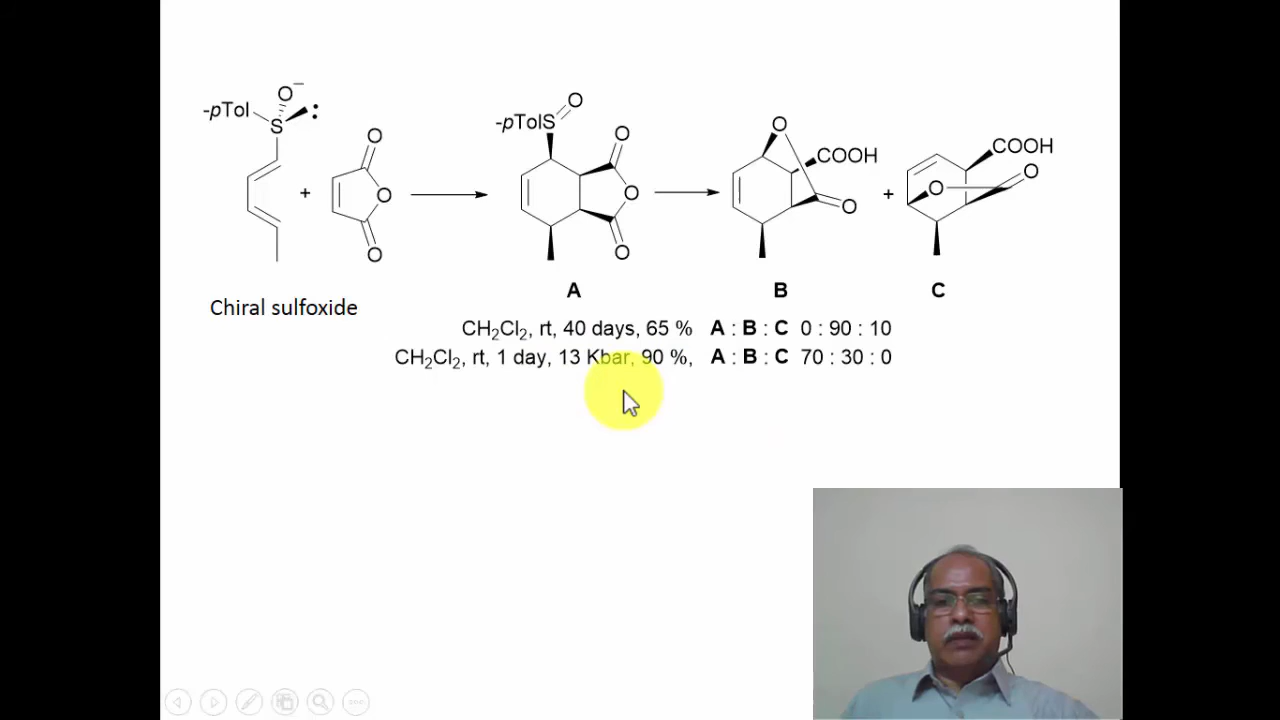 -pTol S O− :
+
O O O
-pTolS O
O O O
O COOH O
+
COOH O O
Chiral sulfoxide
A B C
CH₂Cl₂, rt, 40 days, 65 % A : B : C 0 : 90 : 10
CH₂Cl₂, rt, 1 day, 13 Kbar, 90 %, A : B : C 70 : 30 : 0